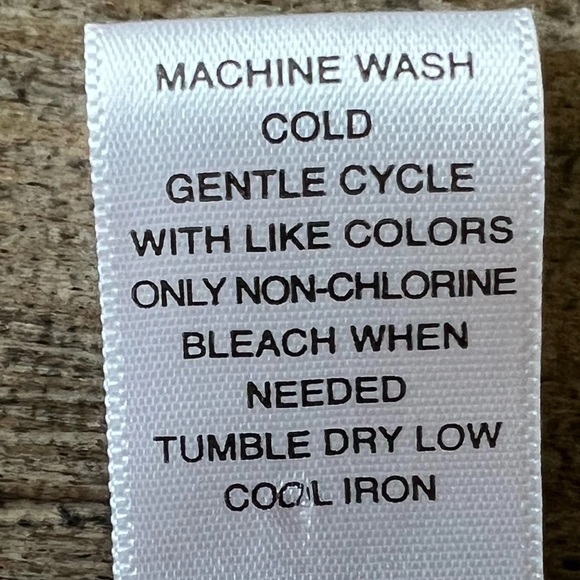 MACHINE WASH
COLD
GENTLE CYCLE
WITH LIKE COLORS
ONLY NON-CHLORINE
BLEACH WHEN
NEEDED
TUMBLE DRY LOW
COOL IRON